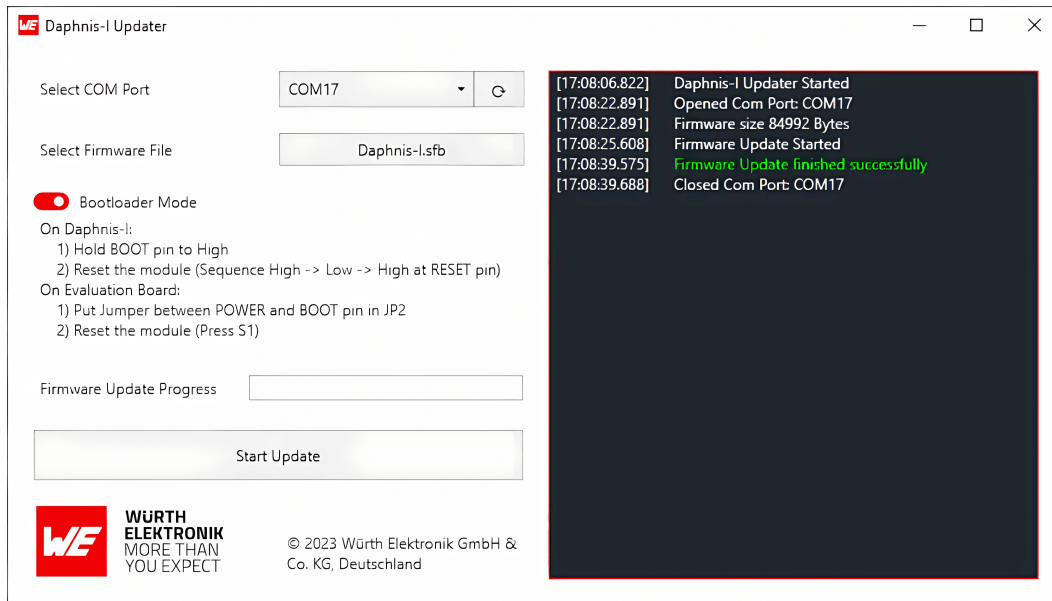 WE Daphnis-I Updater
Select COM Port
COM17
Select Firmware File
Daphnis-I.sfb
Bootloader Mode
On Daphnis-I:
1) Hold BOOT pin to High
2) Reset the module (Sequence High -> Low -> High at RESET pin)
On Evaluation Board:
1) Put Jumper between POWER and BOOT pin in JP2
2) Reset the module (Press S1)
Firmware Update Progress
Start Update
WE
WÜRTH
ELEKTRONIK
MORE THAN
YOU EXPECT
© 2023 Würth Elektronik GmbH &
Co. KG, Deutschland
[17:08:06.822] Daphnis-I Updater Started
[17:08:22.891] Opened Com Port: COM17
[17:08:22.891] Firmware size 84992 Bytes
[17:08:25.608] Firmware Update Started
[17:08:39.575] Firmware Update finished successfully
[17:08:39.688] Closed Com Port: COM17